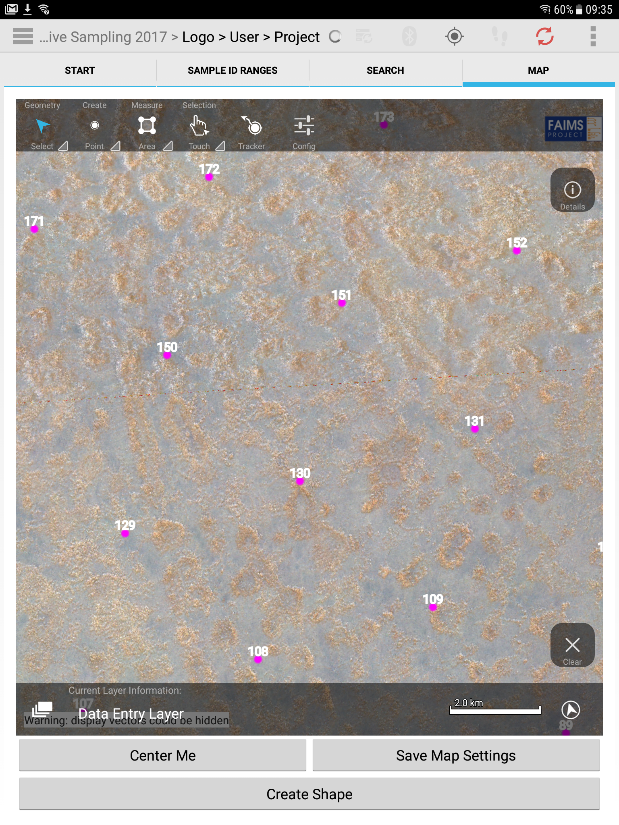 60% 09:35
...ive Sampling 2017 > Logo > User > Project
START SAMPLE ID RANGES SEARCH MAP
Geometry Create Measure Selection
173
FAIMS
PROJECT
Select Point Area Touch Tracker Config
172
Details
171
152
151
150
131
130
129
1
109
108
Clear
Current Layer Information:
107
2.0 km
Data Entry Layer
Warning: display vectors could be hidden
89
Center Me Save Map Settings
Create Shape